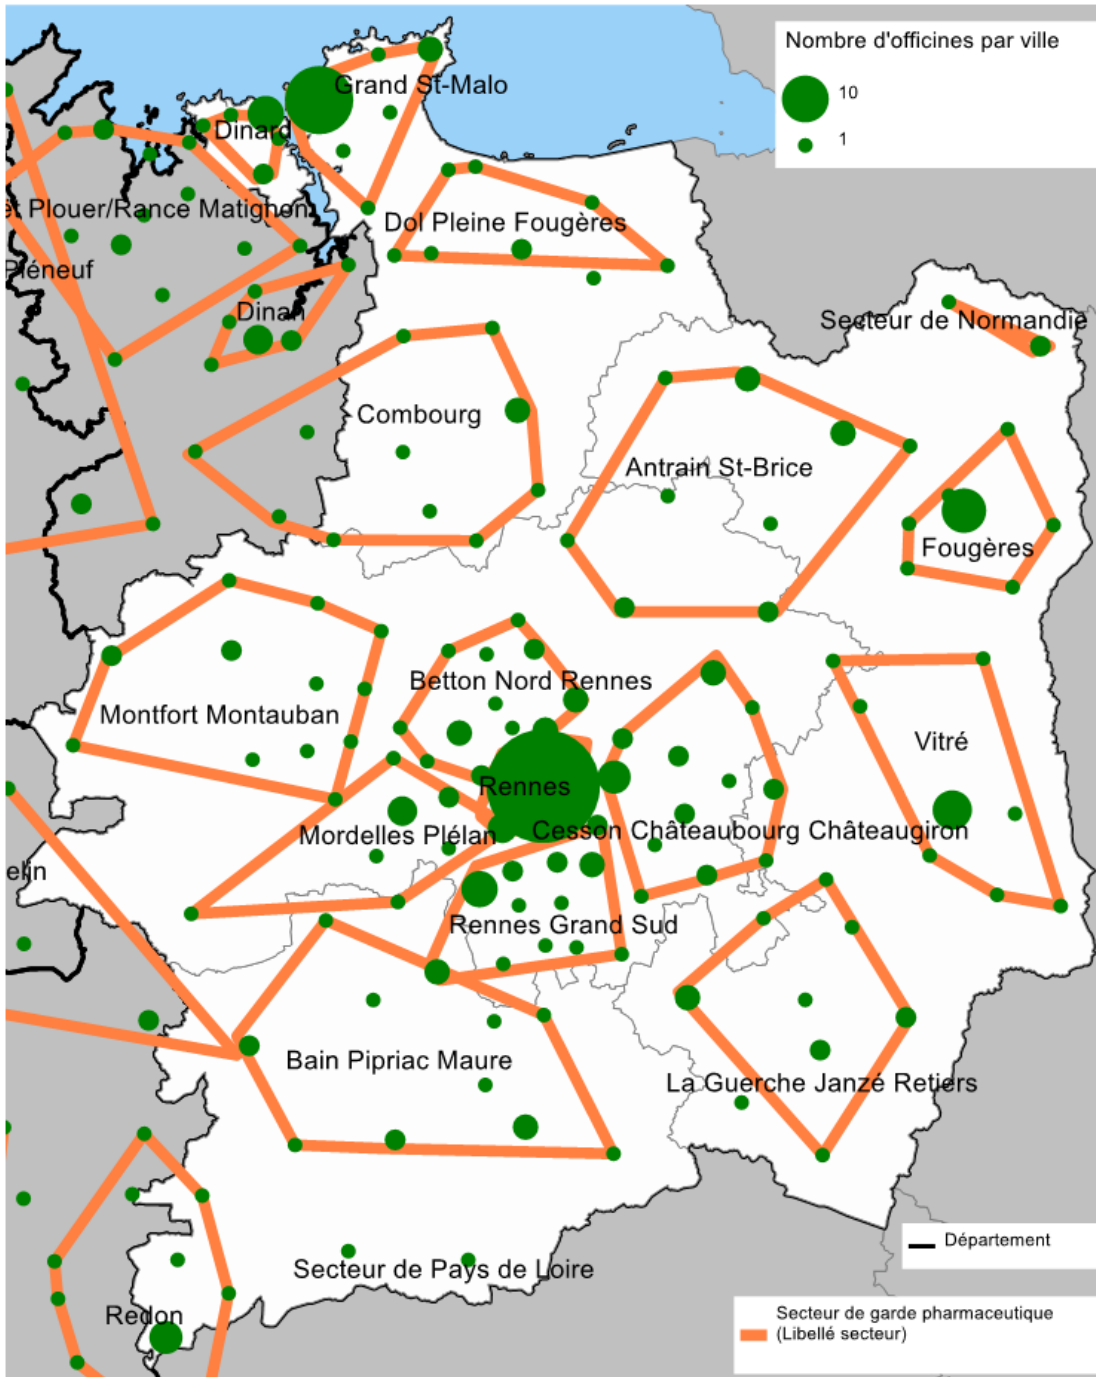 Nombre d'officines par ville
10
1
Grand St-Malo
Dinard
Plouer/Rance Matignon
Dol Pleine Fougères
Pléneuf
Dinan
Secteur de Normandie
Combourg
Antrain St-Brice
Fougères
Betton Nord Rennes
Montfort Montauban
Vitré
Rennes
Mordelles Plélan
Cesson Châteaubourg Châteaugiron
elin
Rennes Grand Sud
Bain Pipriac Maure
La Guerche Janzé Retiers
Département
Secteur de Pays de Loire
Redon
Secteur de garde pharmaceutique
(Libellé secteur)